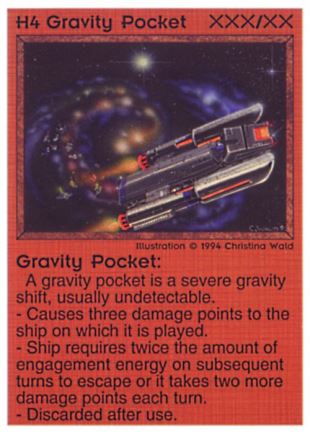 H4 Gravity Pocket XXX/XX
Illustration © 1994 Christina Wald
Gravity Pocket:
A gravity pocket is a severe gravity
shift, usually undetectable.
- Causes three damage points to the
ship on which it is played.
- Ship requires twice the amount of
engagement energy on subsequent
turns to escape or it takes two more
damage points each turn.
- Discarded after use.